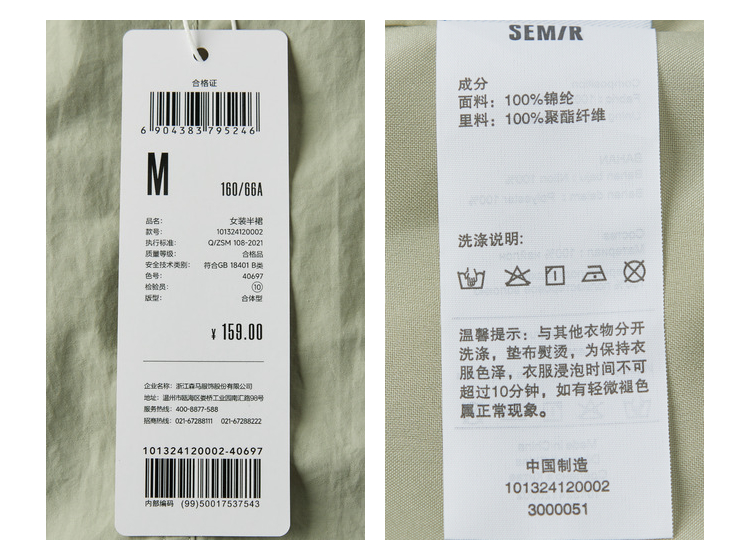 合格证
6 904383 795246
M
160/66A
品名: 女装半裙
款号: 101324120002
执行标准: Q/ZSM 108-2021
质量等级: 合格品
安全技术类别: 符合GB 18401 B类
色号: 40697
检验员: 10
版型: 合体型
¥ 159.00
企业名称: 浙江森马服饰股份有限公司
地址: 温州市瓯海区娄桥工业园南汇路98号
服务热线: 400-8877-588
招商热线: 021-67288111 021-67288222
101324120002-40697
内部编码 (99)50017537543
SEMIR
成分
面料: 100%锦纶
里料: 100%聚酯纤维
洗涤说明:
温馨提示: 与其他衣物分开
洗涤, 垫布熨烫, 为保持衣
服色泽, 衣服浸泡时间不可
超过10分钟, 如有轻微褪色
属正常现象。
中国制造
101324120002
3000051